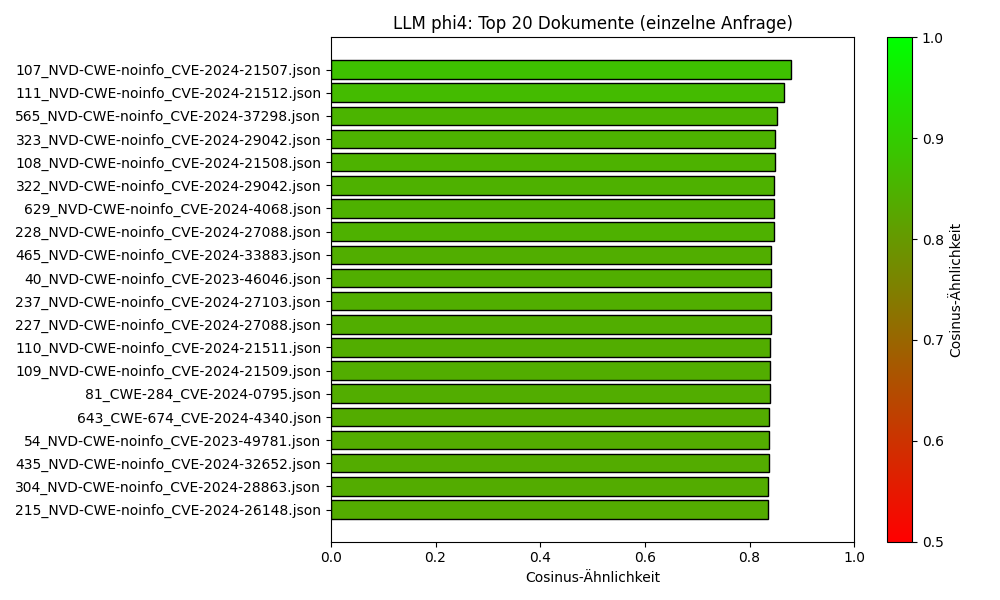 LLM phi4: Top 20 Dokumente (einzelne Anfrage)
107_NVD-CWE-noinfo_CVE-2024-21507.json
111_NVD-CWE-noinfo_CVE-2024-21512.json
565_NVD-CWE-noinfo_CVE-2024-37298.json
323_NVD-CWE-noinfo_CVE-2024-29042.json
108_NVD-CWE-noinfo_CVE-2024-21508.json
322_NVD-CWE-noinfo_CVE-2024-29042.json
629_NVD-CWE-noinfo_CVE-2024-4068.json
228_NVD-CWE-noinfo_CVE-2024-27088.json
465_NVD-CWE-noinfo_CVE-2024-33883.json
40_NVD-CWE-noinfo_CVE-2023-46046.json
237_NVD-CWE-noinfo_CVE-2024-27103.json
227_NVD-CWE-noinfo_CVE-2024-27088.json
110_NVD-CWE-noinfo_CVE-2024-21511.json
109_NVD-CWE-noinfo_CVE-2024-21509.json
81_CWE-284_CVE-2024-0795.json
643_CWE-674_CVE-2024-4340.json
54_NVD-CWE-noinfo_CVE-2023-49781.json
435_NVD-CWE-noinfo_CVE-2024-32652.json
304_NVD-CWE-noinfo_CVE-2024-28863.json
215_NVD-CWE-noinfo_CVE-2024-26148.json
0.0 0.2 0.4 0.6 0.8 1.0
Cosinus-Ähnlichkeit
1.0
0.9
0.8
0.7
0.6
0.5
Cosinus-Ähnlichkeit